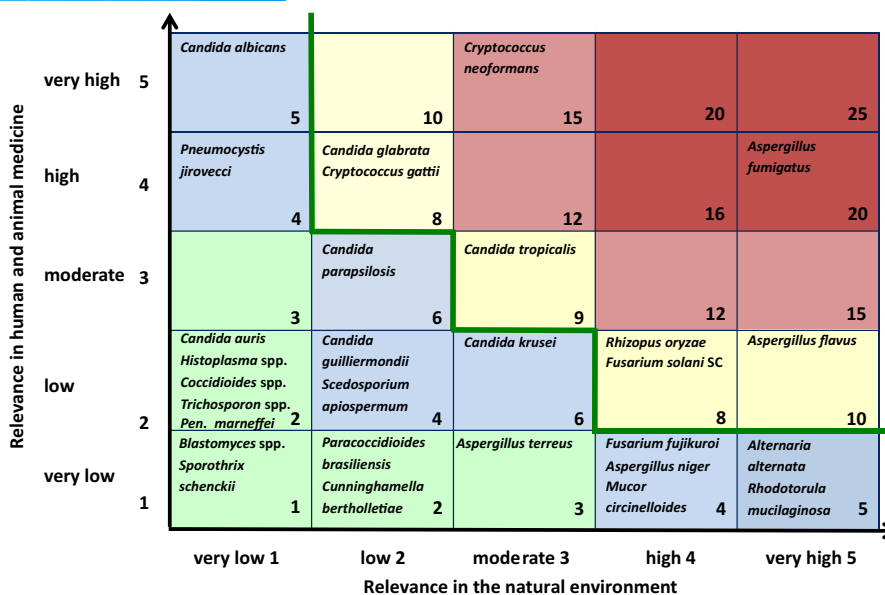 Relevance in human and animal medicine
very high 5
Candida albicans
5
10
Cryptococcus
neoformans
15
20
25
high 4
Pneumocystis
jirovecci
4
Candida glabrata
Cryptococcus gattii
8
12
16
Aspergillus
fumigatus
20
moderate 3
3
Candida
parapsilosis
6
Candida tropicalis
9
12
15
low 2
Candida auris
Histoplasma spp.
Coccidioides spp.
Trichosporon spp.
Pen. marneffei 2
Candida
guilliermondii
Scedosporium
apiospermum 4
Candida krusei
6
Rhizopus oryzae
Fusarium solani SC
8
Aspergillus flavus
10
very low 1
Blastomyces spp.
Sporothrix
schenckii 1
Paracoccidioides
brasiliensis
Cunninghamella
bertholletiae 2
Aspergillus terreus
3
Fusarium fujikuroi
Aspergillus niger
Mucor
circinelloides 4
Alternaria
alternata
Rhodotorula
mucilaginosa 5
very low 1 low 2 moderate 3 high 4 very high 5
Relevance in the natural environment